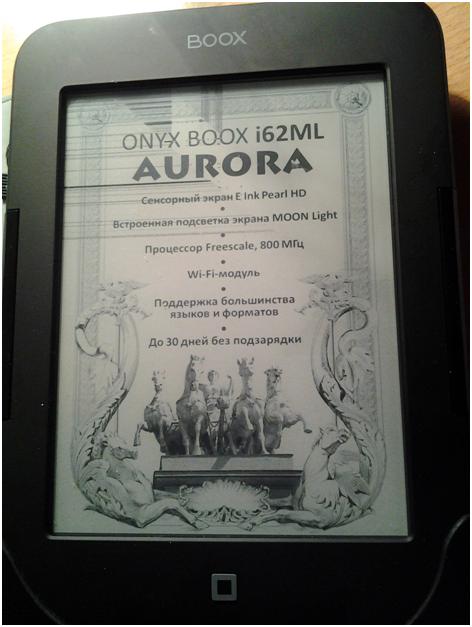 BOOX
ONYX BOOX i62ML
AURORA
Сенсорный экран E Ink Pearl HD
•
Встроенная подсветка экрана MOON Light
•
Процессор Freescale, 800 МГц
•
Wi-Fi-модуль
•
Поддержка большинства
языков и форматов
•
До 30 дней без подзарядки